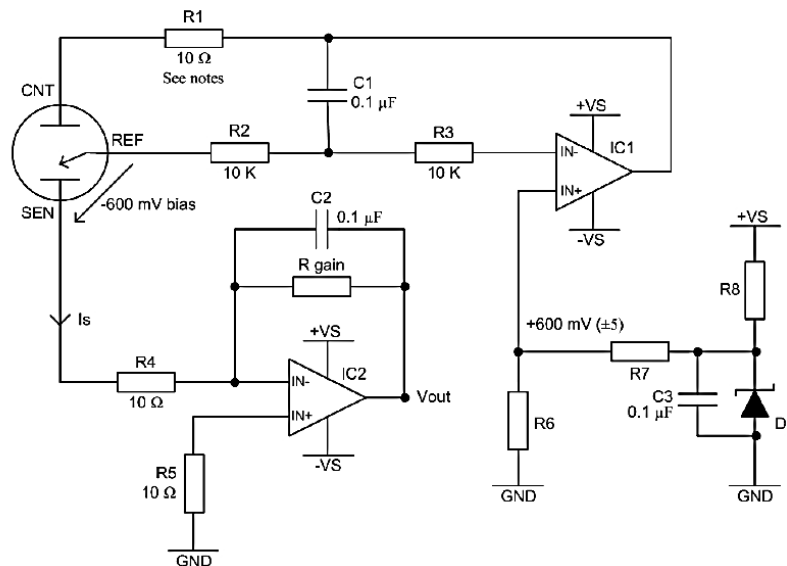 R1
10 Ω
See notes
CNT
C1
0.1 µF
+VS
REF
R2
10 K
R3
10 K
IN-
IC1
IN+
-VS
SEN
-600 mV bias
C2
0.1 µF
R gain
+VS
R8
Is
+VS
+600 mV (±5)
R7
R4
10 Ω
IN-
IC2
IN+
Vout
-VS
R6
C3
0.1 µF
D
R5
10 Ω
GND
GND
GND